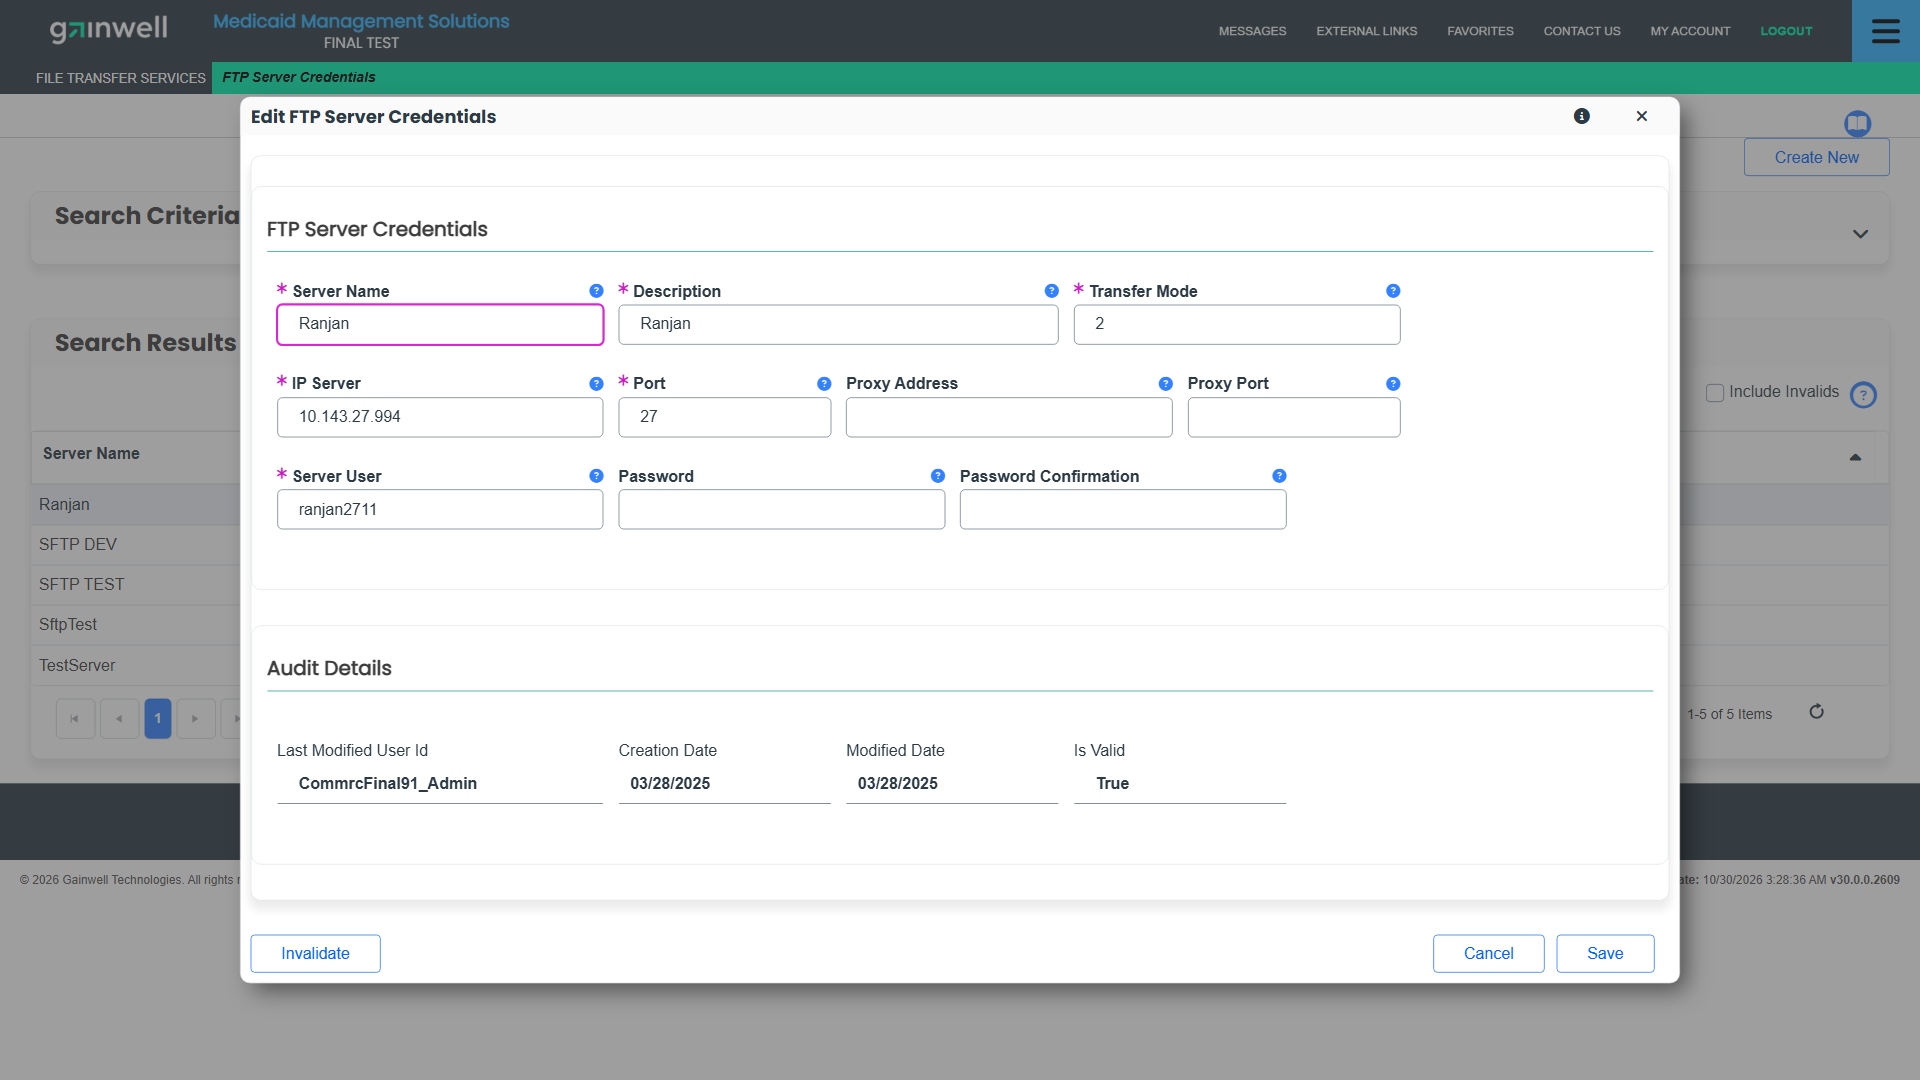 gainwell
Medicaid Management Solutions
FINAL TEST
MESSAGES
EXTERNAL LINKS
FAVORITES
CONTACT US
MY ACCOUNT
LOGOUT
FILE TRANSFER SERVICES
FTP Server Credentials
Edit FTP Server Credentials
Create New
Search Criteria
FTP Server Credentials
* Server Name
* Description
* Transfer Mode
Ranjan
Ranjan
2
Search Results
* IP Server
* Port
Proxy Address
Proxy Port
10.143.27.994
27
Include Invalids
Server Name
* Server User
Password
Password Confirmation
ranjan2711
Ranjan
SFTP DEV
SFTP TEST
SftpTest
TestServer
1
1-5 of 5 Items
Audit Details
Last Modified User Id
Creation Date
Modified Date
Is Valid
CommrcFinal91_Admin
03/28/2025
03/28/2025
True
© 2026 Gainwell Technologies. All rights
10/30/2026 3:28:36 AM v30.0.0.2609
Invalidate
Cancel
Save